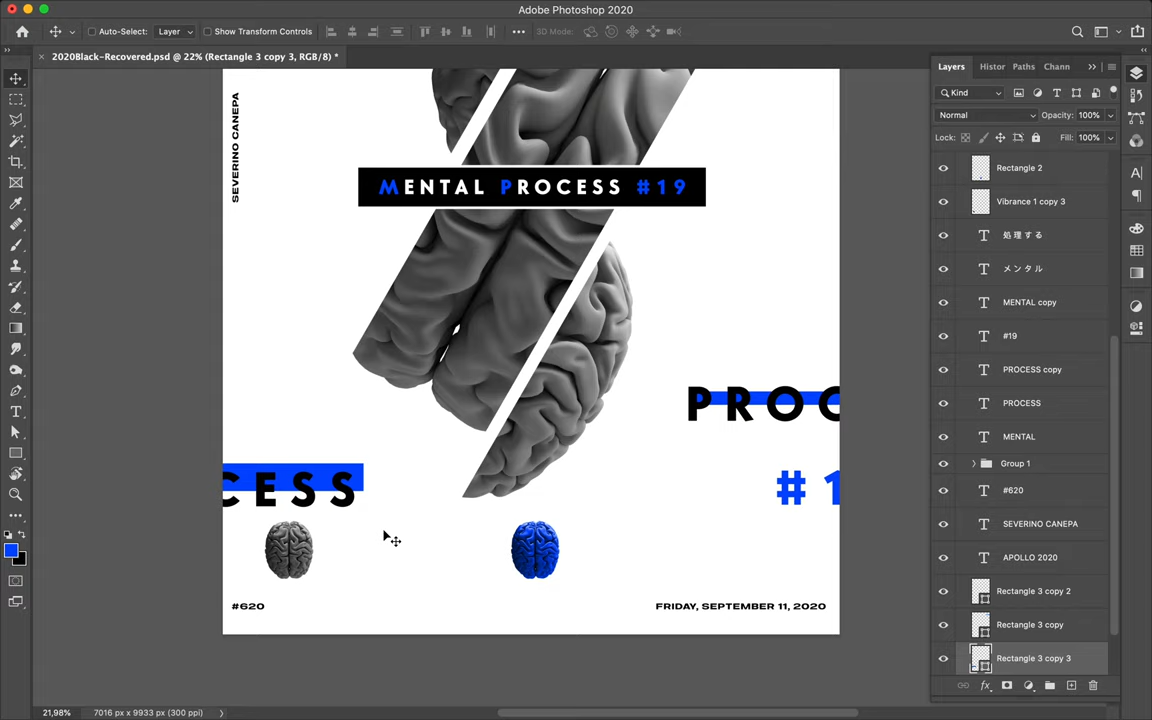 Adobe Photoshop 2020
Auto-Select:
Layer
Show Transform Controls
3D Mode:
2020Black-Recovered.psd @ 22% (Rectangle 3 copy 3, RGB/8) *
Layers
Histor
Paths
Chann
Kind
Normal
Opacity: 100%
Lock:
Fill: 100%
Rectangle 2
Vibrance 1 copy 3
処理する
メンタル
MENTAL copy
#19
PROCESS copy
PROCESS
MENTAL
Group 1
#620
SEVERINO CANEPA
APOLLO 2020
Rectangle 3 copy 2
Rectangle 3 copy
Rectangle 3 copy 3
SEVERINO CANEPA
MENTAL PROCESS #19
PROC
CESS
#1
#620
FRIDAY, SEPTEMBER 11, 2020
21,98%
7016 px x 9933 px (300 ppi)